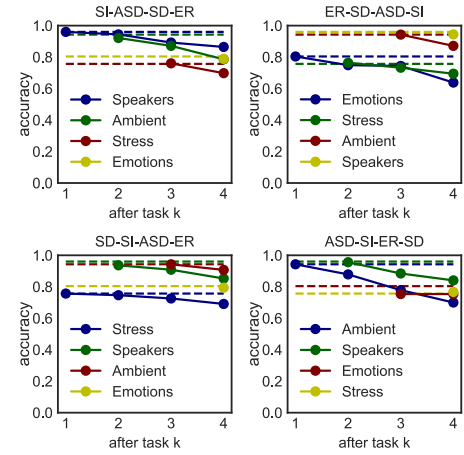 SI-ASD-SD-ER
accuracy
1.0
0.8
0.6
0.4
0.2
0.0
Speakers
Ambient
Stress
Emotions
1 2 3 4
after task k
ER-SD-ASD-SI
accuracy
1.0
0.8
0.6
0.4
0.2
0.0
Emotions
Stress
Ambient
Speakers
1 2 3 4
after task k
SD-SI-ASD-ER
accuracy
1.0
0.8
0.6
0.4
0.2
0.0
Stress
Speakers
Ambient
Emotions
1 2 3 4
after task k
ASD-SI-ER-SD
accuracy
1.0
0.8
0.6
0.4
0.2
0.0
Ambient
Speakers
Emotions
Stress
1 2 3 4
after task k